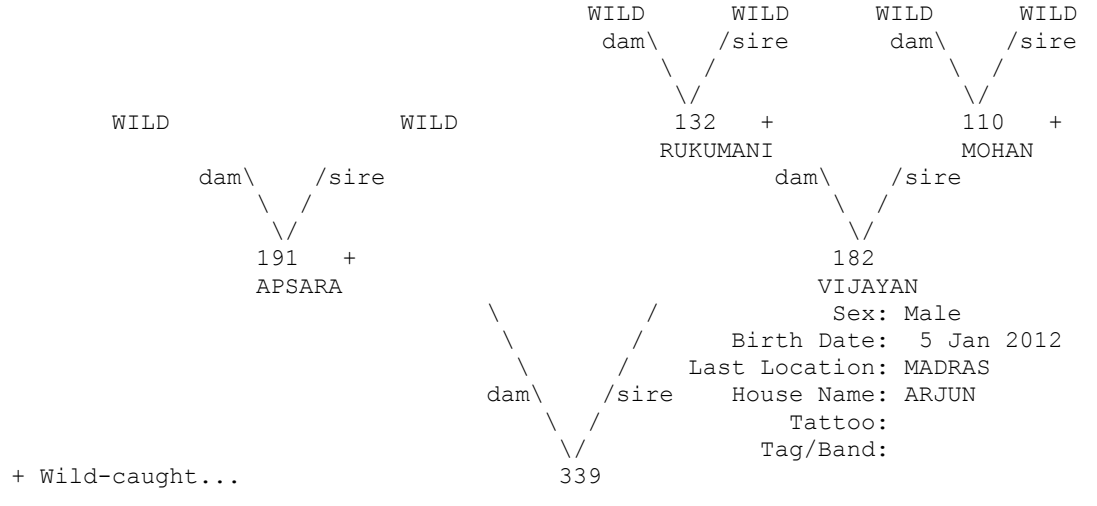 WILD WILD WILD WILD
dam\ /sire dam\ /sire
\ / \ /
\/ \/
WILD WILD 132 + 110 +
RUKUMANI MOHAN
dam\ /sire dam\ /sire
\ / \ /
\/ \/
191 + 182
APSARA VIJAYAN
\ / Sex: Male
\ / Birth Date: 5 Jan 2012
\ / Last Location: MADRAS
dam\ /sire House Name: ARJUN
\ / Tattoo:
\/ Tag/Band:
+ Wild-caught... 339